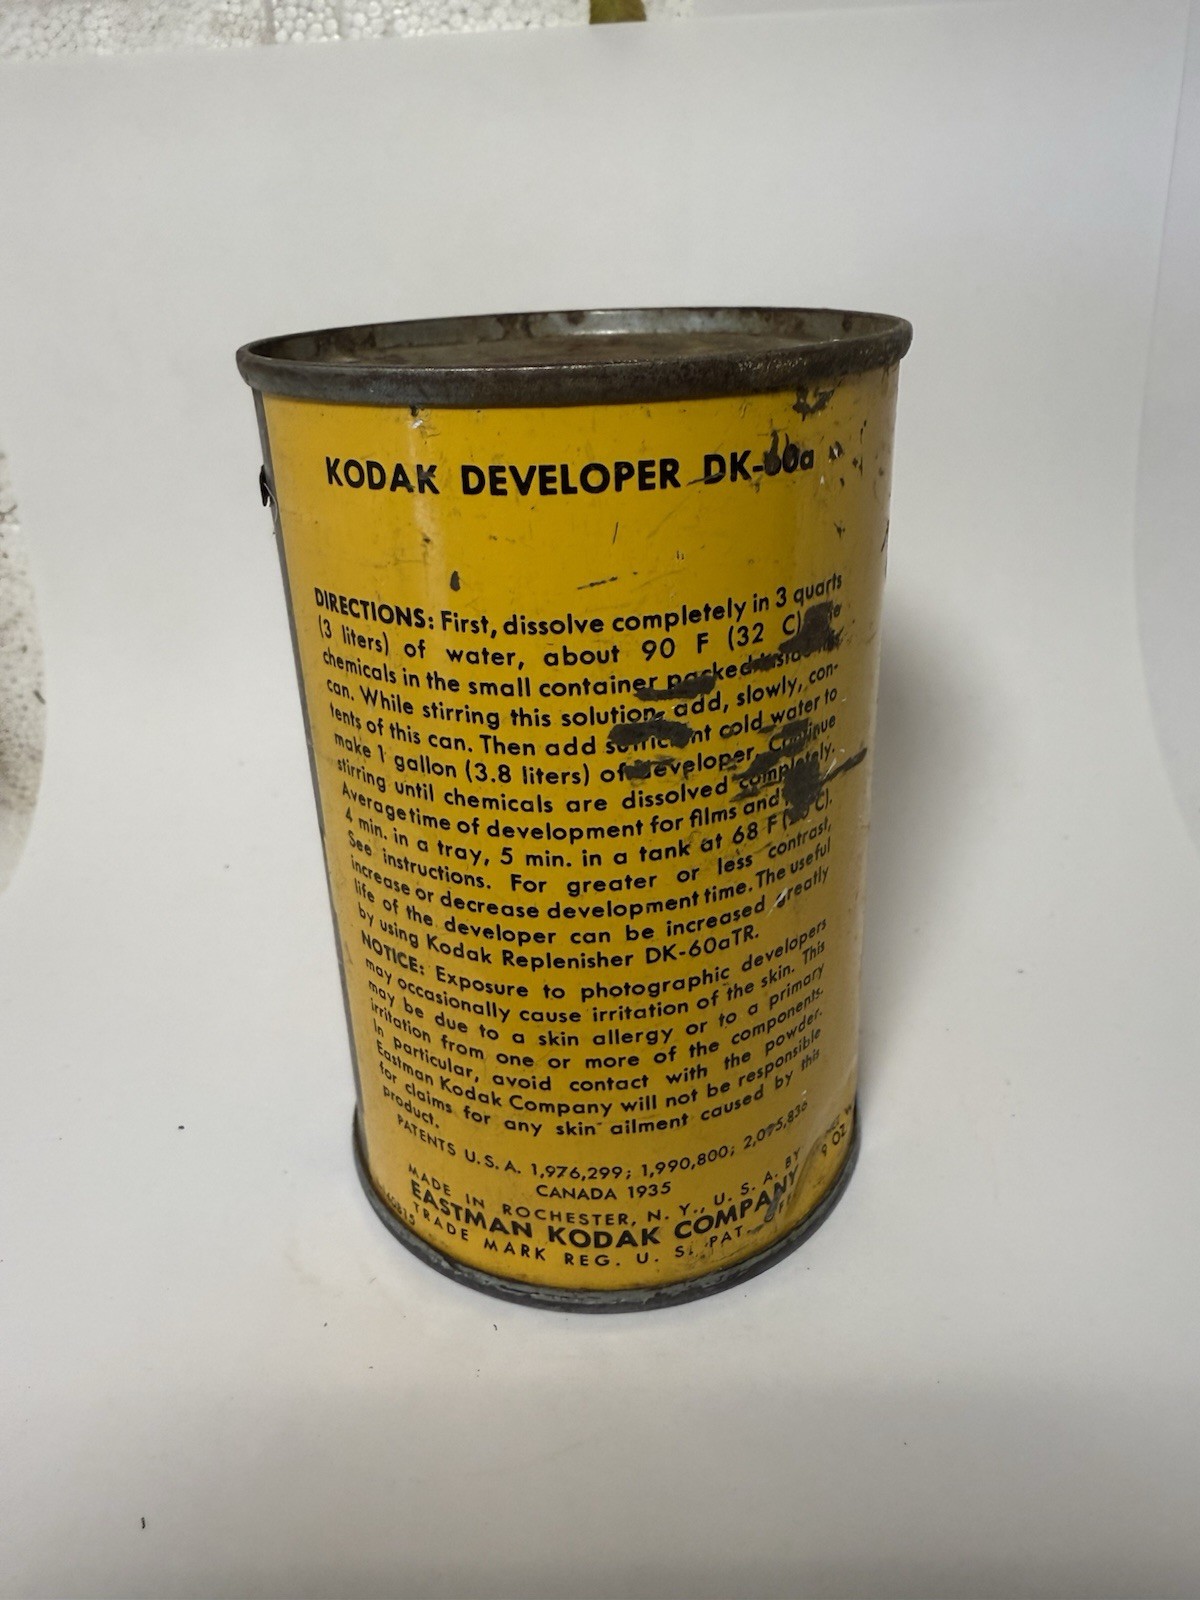 KODAK DEVELOPER DK-60a
DIRECTIONS: First, dissolve completely in 3 quarts
(3 liters) of water, about 90 F (32 C)
chemicals in the small container packed inside
can. While stirring this solution, add, slowly, con-
tents of this can. Then add sufficient cold water to
make 1 gallon (3.8 liters) of developer. Continue
stirring until chemicals are dissolved completely.
Average time of development for films and
4 min. in a tray, 5 min. in a tank at 68 F ( C).
See instructions. For greater or less contrast,
increase or decrease development time. The useful
life of the developer can be increased greatly
by using Kodak Replenisher DK-60aTR.
NOTICE: Exposure to photographic developers
may occasionally cause irritation of the skin. This
may be due to a skin allergy or to a primary
irritation from one or more of the components.
In particular, avoid contact with the powder.
Eastman Kodak Company will not be responsible
for claims for any skin ailment caused by this
product.
PATENTS U.S.A. 1,976,299; 1,990,800; 2,075,836
CANADA 1935
MADE IN ROCHESTER, N. Y., U. S. A. BY
EASTMAN KODAK COMPANY
TRADE MARK REG. U. S. PAT. OFF.
9 OZ